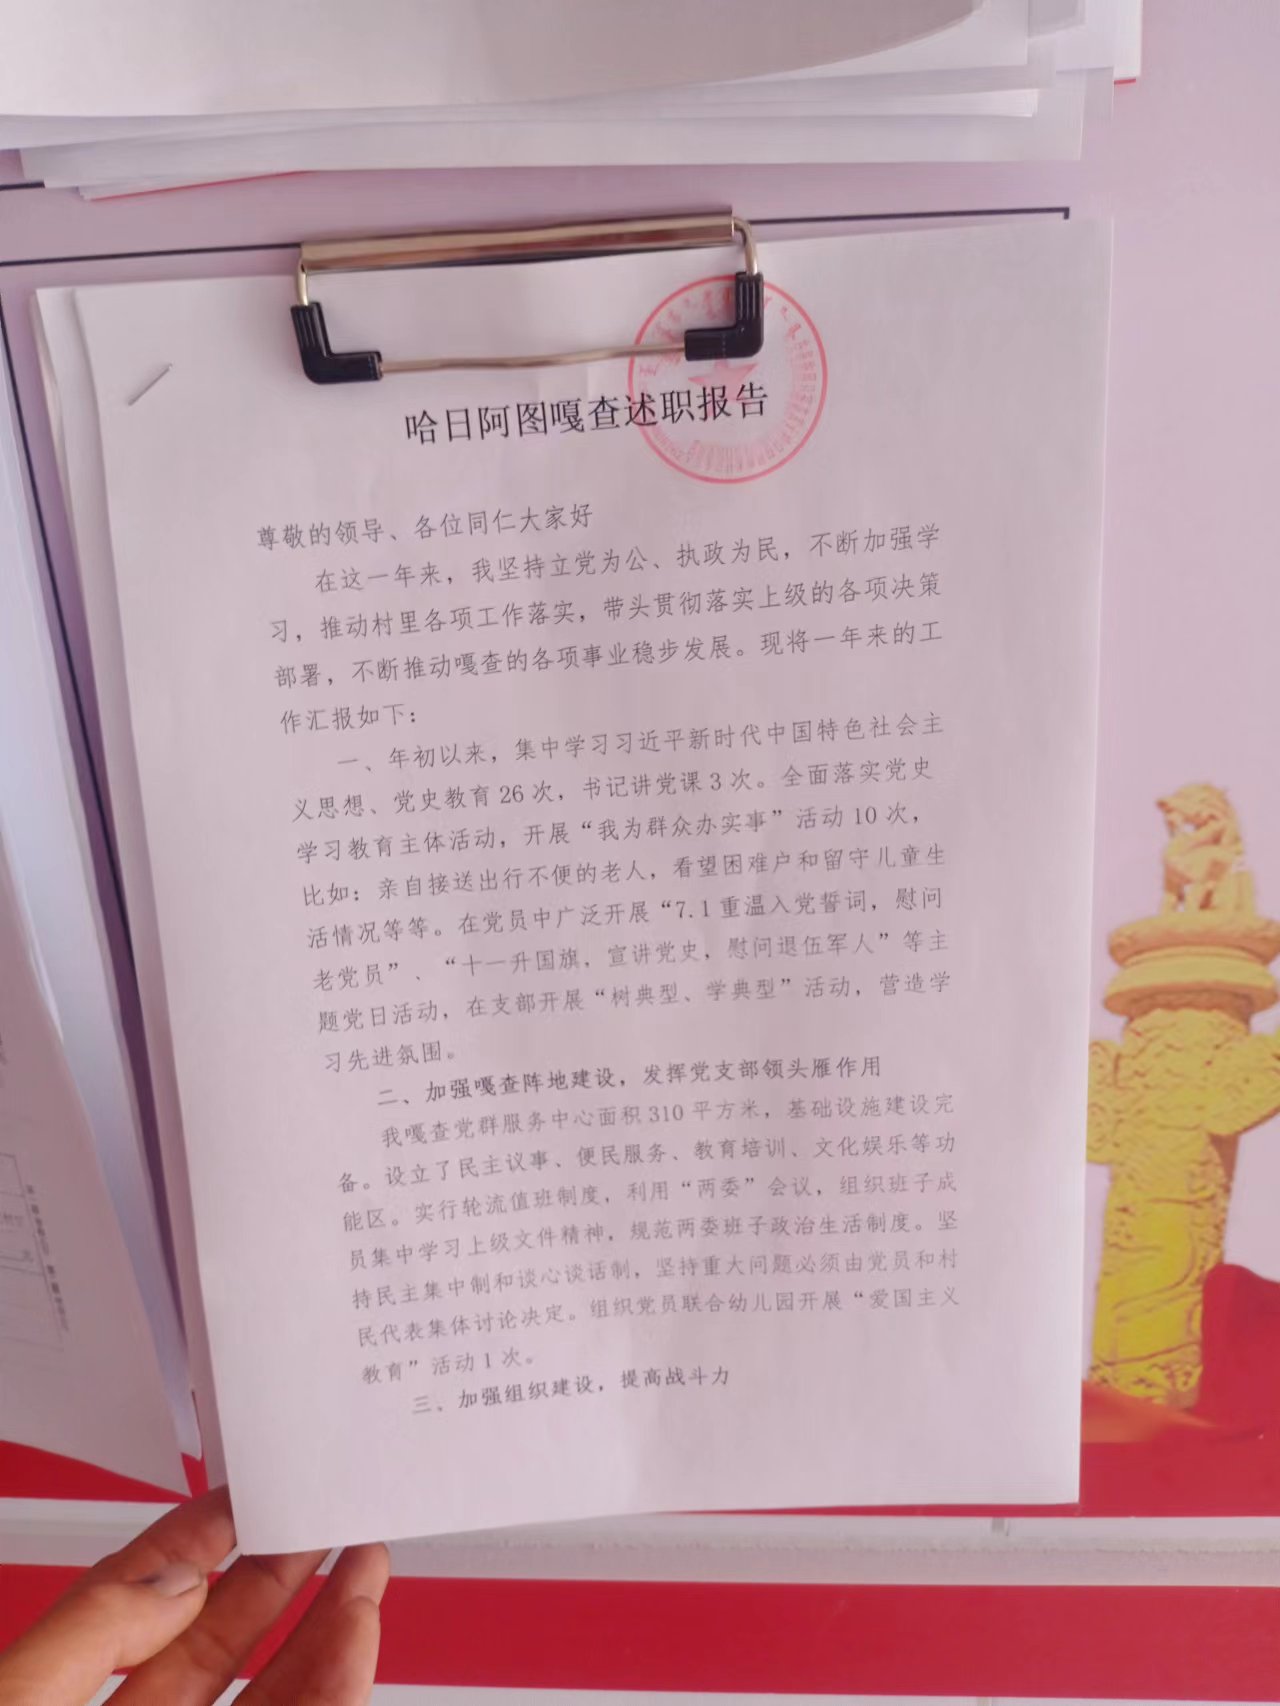 哈日阿图嘎查述职报告
尊敬的领导、各位同仁大家好
在这一年来，我坚持立党为公、执政为民，不断加强学
习，推动村里各项工作落实，带头贯彻落实上级的各项决策
部署，不断推动嘎查的各项事业稳步发展。现将一年来的工
作汇报如下：
一、年初以来，集中学习习近平新时代中国特色社会主
义思想、党史教育26次，书记讲党课3次。全面落实党史
学习教育主体活动，开展“我为群众办实事”活动10次，
比如：亲自接送出行不便的老人，看望困难户和留守儿童生
活情况等等。在党员中广泛开展“7.1重温入党誓词，慰问
老党员”、“十一升国旗，宣讲党史，慰问退伍军人”等主
题党日活动，在支部开展“树典型、学典型”活动，营造学
习先进氛围。
二、加强嘎查阵地建设，发挥党支部领头雁作用
我嘎查党群服务中心面积310平方米，基础设施建设完
备。设立了民主议事、便民服务、教育培训、文化娱乐等功
能区。实行轮流值班制度，利用“两委”会议，组织班子成
员集中学习上级文件精神，规范两委班子政治生活制度。坚
持民主集中制和谈心谈话制，坚持重大问题必须由党员和村
民代表集体讨论决定。组织党员联合幼儿园开展“爱国主义
教育”活动1次。
三、加强组织建设，提高战斗力